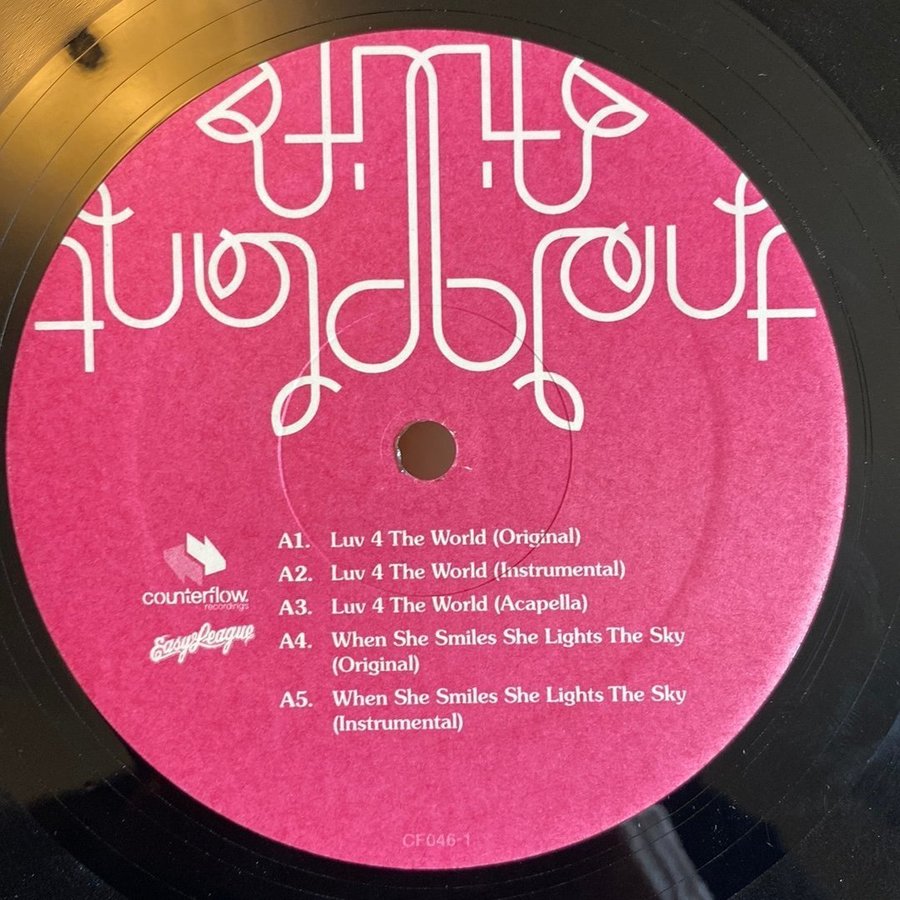 counterflow.
recordings
EasyLeague
A1. Luv 4 The World (Original)
A2. Luv 4 The World (Instrumental)
A3. Luv 4 The World (Acapella)
A4. When She Smiles She Lights The Sky
(Original)
A5. When She Smiles She Lights The Sky
(Instrumental)
CF046-1